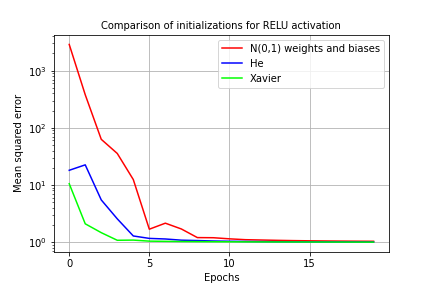 Comparison of initializations for RELU activation
N(0,1) weights and biases
He
Xavier
Mean squared error
10³
10²
10¹
10⁰
0 5 10 15
Epochs